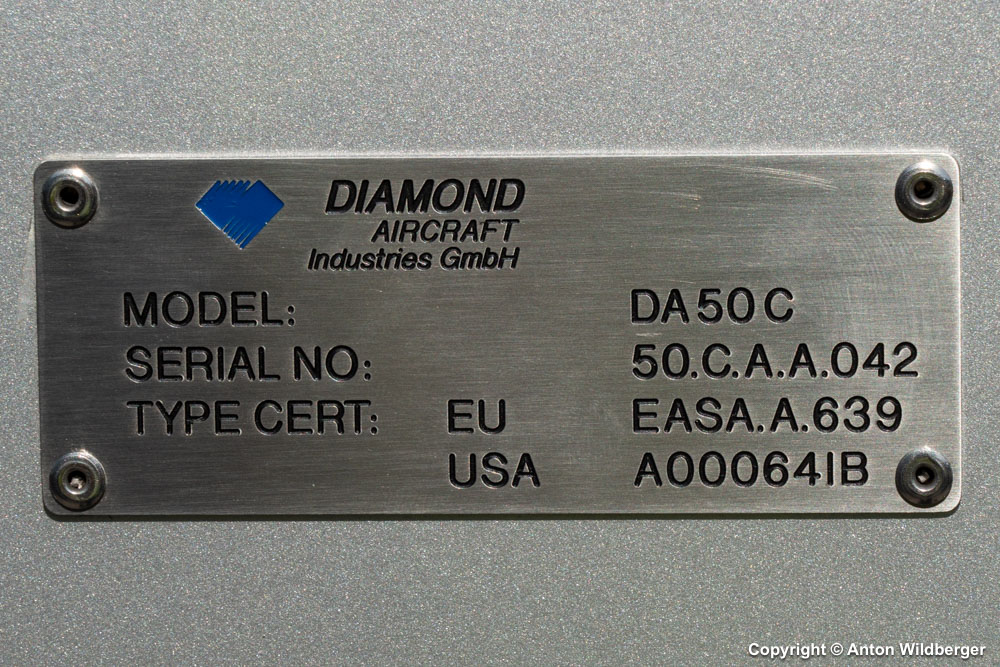 DIAMOND
AIRCRAFT
Industries GmbH
MODEL: DA50C
SERIAL NO: 50.C.A.A.042
TYPE CERT: EU EASA.A.639
USA A00064IB
Copyright © Anton Wildberger